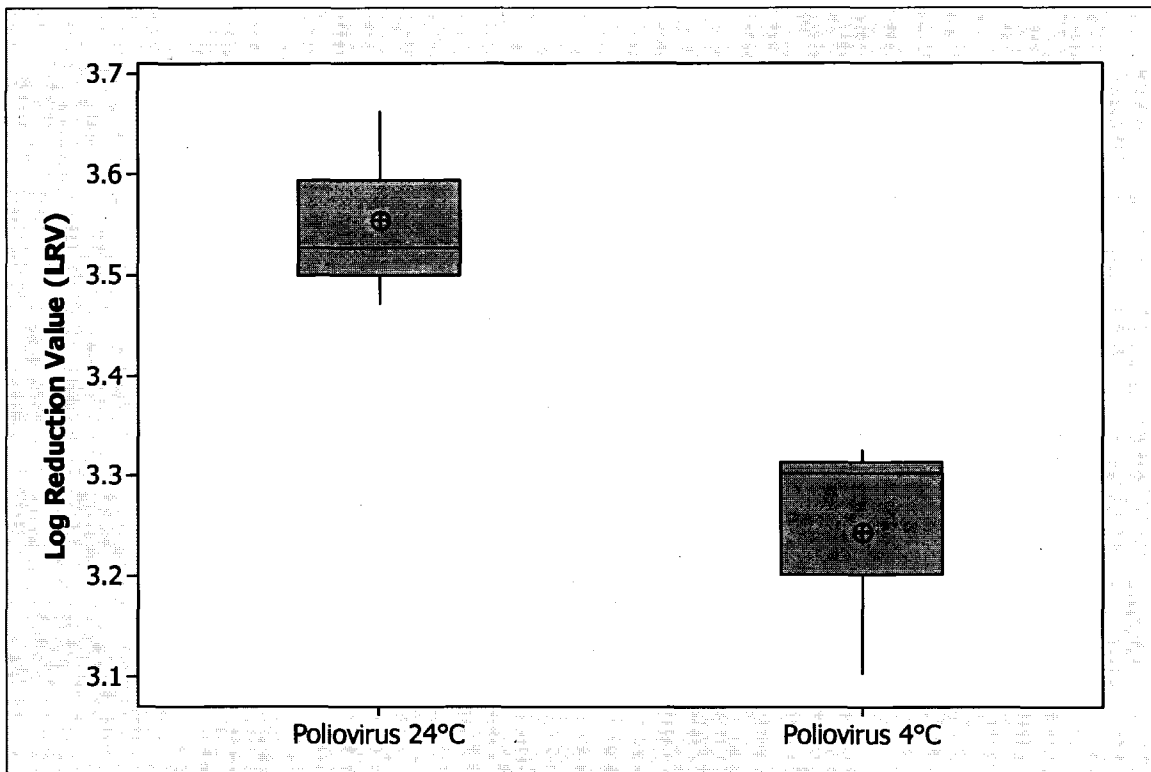 Log Reduction Value (LRV)
3.7
3.6
3.5
3.4
3.3
3.2
3.1
Poliovirus 24°C
Poliovirus 4°C